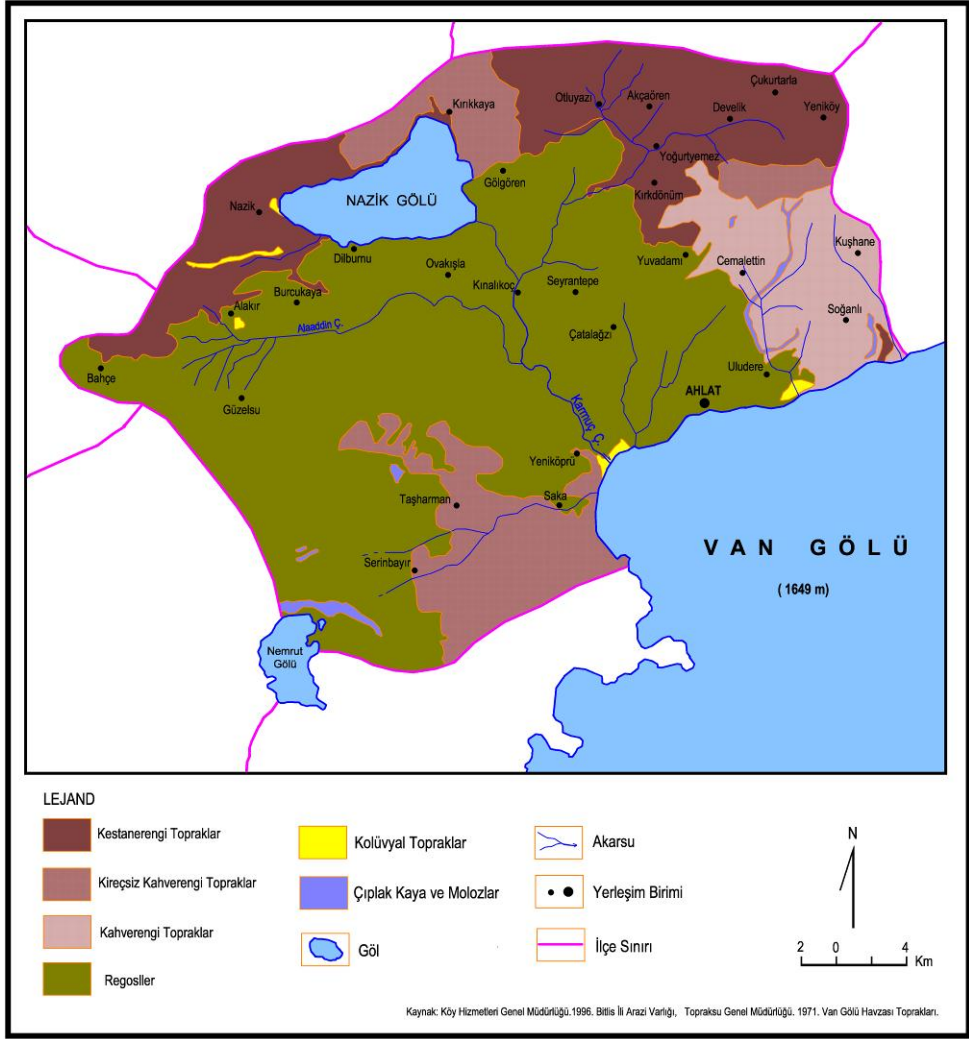 Çukurtarla
Kırıkkaya
Otluyazı
Akçaören
Develik
Yeniköy
Yoğurtyemez
Gölgören
Kırkdönüm
NAZİK GÖLÜ
Nazik
Kuşhane
Dilburnu
Yuvadamı
Ovakışla
Cemalettin
Burcukaya
Kınalıkoç
Seyrantepe
Alakır
Soğanlı
Alaaddin Ç.
Çatalağzı
Bahçe
Uludere
Güzelsu
AHLAT
Karmuç Ç.
Yeniköprü
Taşharman
Saka
VAN GÖLÜ
Serinbayır
( 1649 m)
Nemrut
Gölü
LEJAND
Kestanerengi Topraklar
Kireçsiz Kahverengi Topraklar
Kahverengi Topraklar
Regosller
Kolüvyal Topraklar
Çıplak Kaya ve Molozlar
Göl
Akarsu
Yerleşim Birimi
İlçe Sınırı
N
2 0 4
Km
Kaynak: Köy Hizmetleri Genel Müdürlüğü.1996. Bitlis İli Arazi Varlığı, Topraksu Genel Müdürlüğü. 1971. Van Gölü Havzası Toprakları.